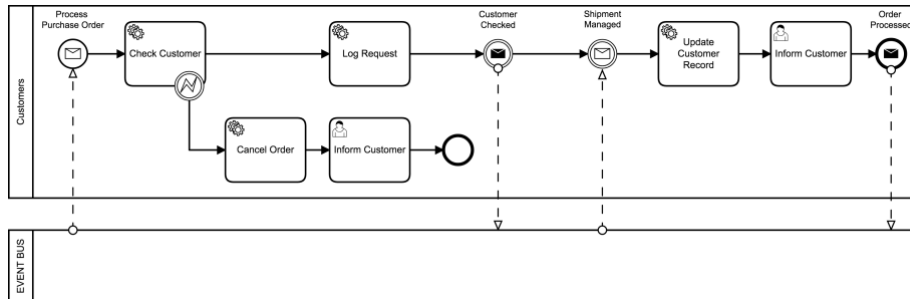 Process
Purchase Order
Customer
Checked
Shipment
Managed
Order
Processed
Check Customer
Log Request
Update
Customer
Record
Inform Customer
Customers
Cancel Order
Inform Customer
EVENT BUS